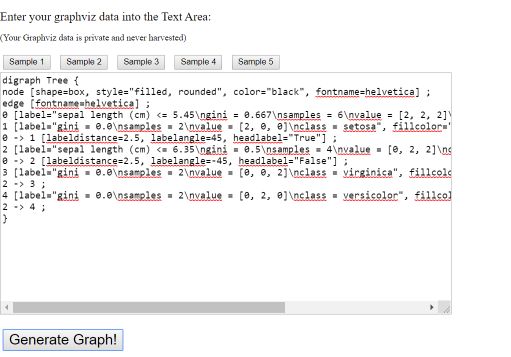 Enter your graphviz data into the Text Area:
(Your Graphviz data is private and never harvested)
Sample 1 Sample 2 Sample 3 Sample 4 Sample 5
digraph Tree {
node [shape=box, style="filled, rounded", color="black", fontname=helvetica] ;
edge [fontname=helvetica] ;
0 [label="sepal length (cm) <= 5.45\ngini = 0.667\nsamples = 6\nvalue = [2, 2, 2]\
1 [label="gini = 0.0\nsamples = 2\nvalue = [2, 0, 0]\nclass = setosa", fillcolor="
0 -> 1 [labeldistance=2.5, labelangle=45, headlabel="True"] ;
2 [label="sepal length (cm) <= 6.35\ngini = 0.5\nsamples = 4\nvalue = [0, 2, 2]\nc
0 -> 2 [labeldistance=2.5, labelangle=-45, headlabel="False"] ;
3 [label="gini = 0.0\nsamples = 2\nvalue = [0, 0, 2]\nclass = virginica", fillcolo
2 -> 3 ;
4 [label="gini = 0.0\nsamples = 2\nvalue = [0, 2, 0]\nclass = versicolor", fillcol
2 -> 4 ;
}
Generate Graph!